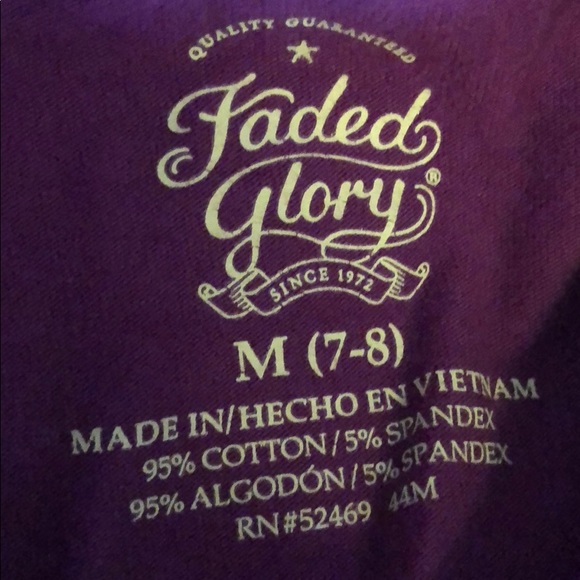 QUALITY GUARANTEED
Faded
Glory®
SINCE 1972
M (7-8)
MADE IN/HECHO EN VIETNAM
95% COTTON/5% SPANDEX
95% ALGODÓN/5% SPANDEX
RN#52469 44M